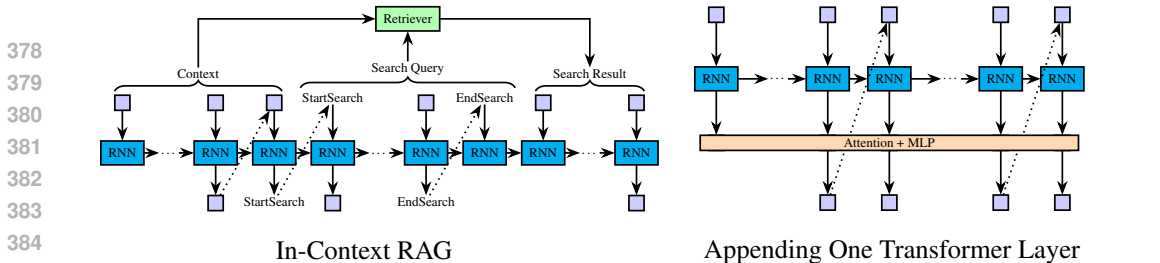 378
379
380
381
382
383
384
Retriever
Context
Search Query
Search Result
StartSearch
EndSearch
RNN
RNN
RNN
RNN
RNN
RNN
RNN
RNN
StartSearch
EndSearch
In-Context RAG
RNN
RNN
RNN
RNN
RNN
Attention + MLP
Appending One Transformer Layer